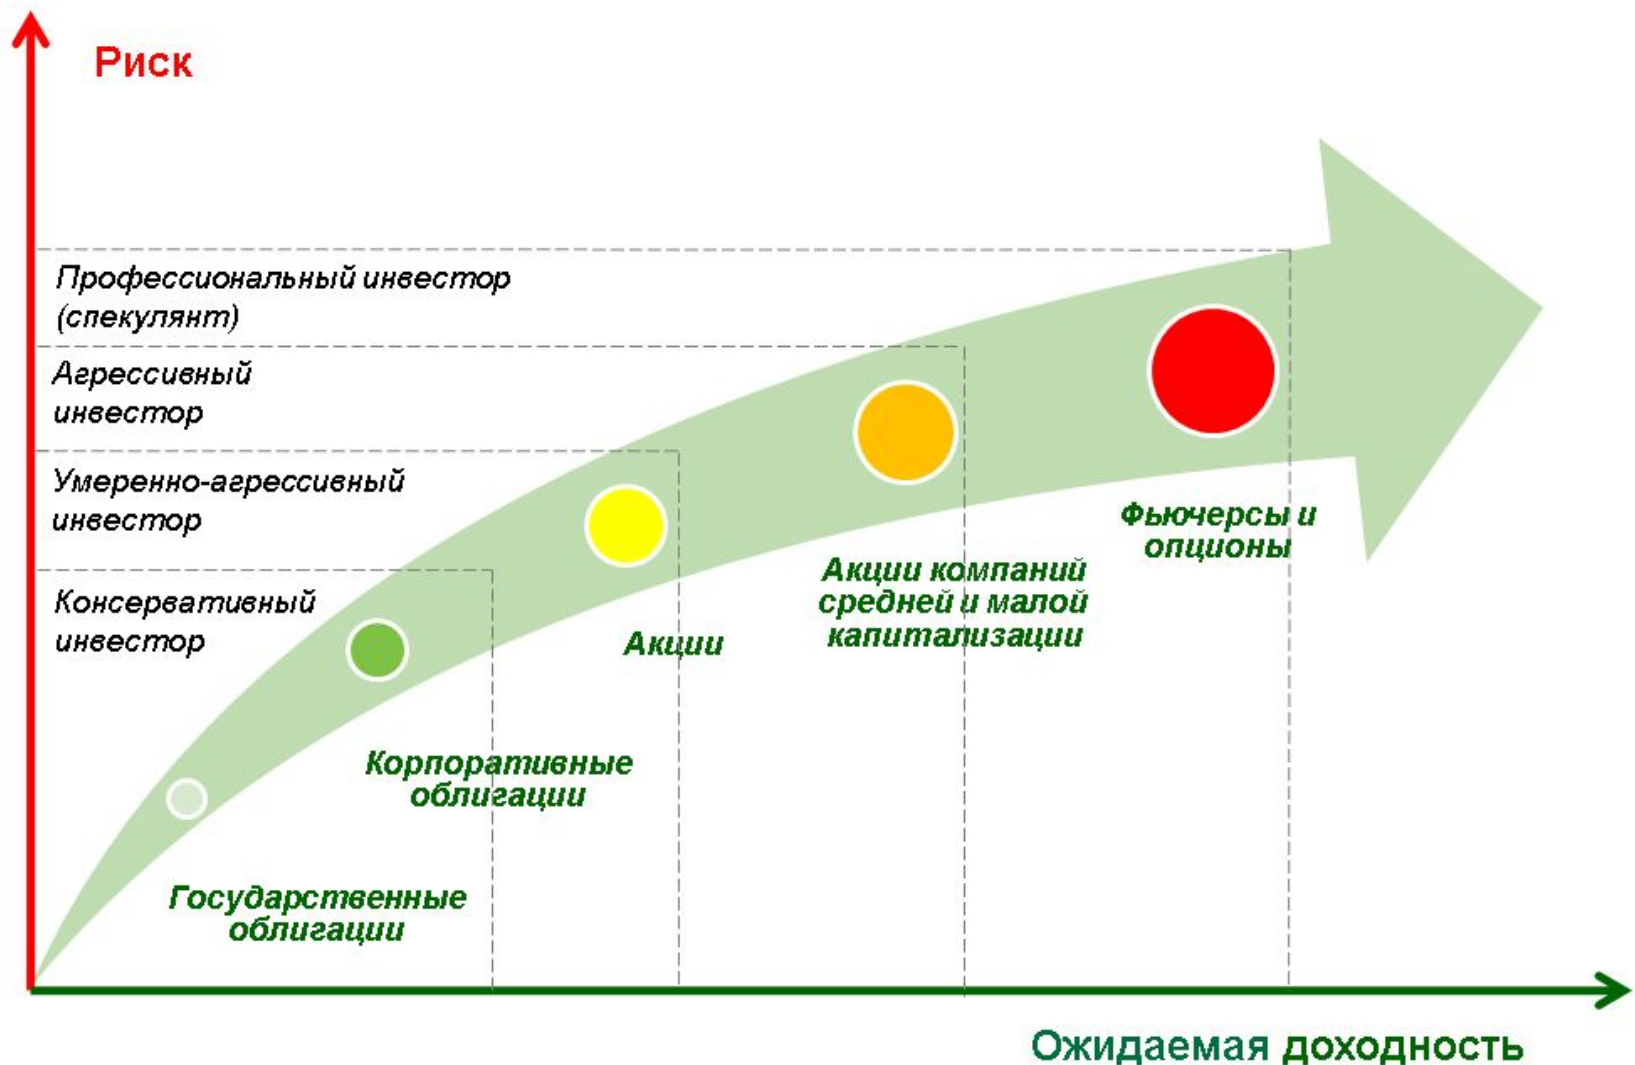 Риск
Профессиональный инвестор
(спекулянт)
Агрессивный
инвестор
Умеренно-агрессивный
инвестор
Консервативный
инвестор
Фьючерсы и
опционы
Акции компаний
средней и малой
капитализации
Акции
Корпоративные
облигации
Государственные
облигации
Ожидаемая доходность